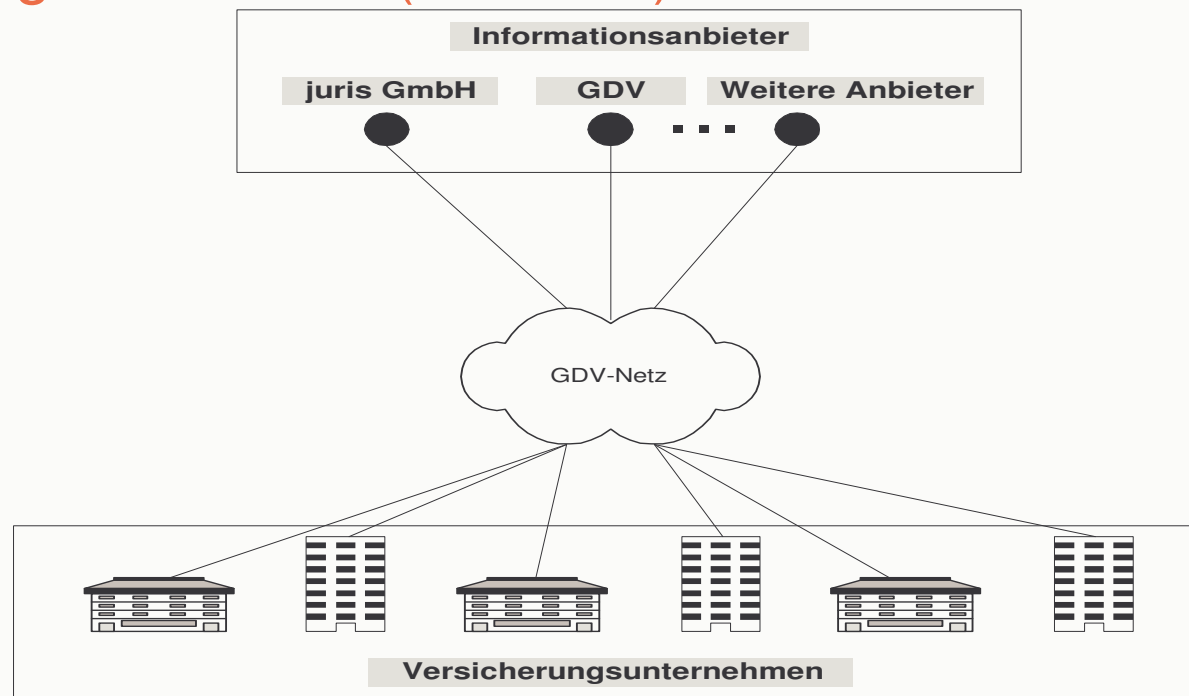 Informationsanbieter
juris GmbH GDV Weitere Anbieter
GDV-Netz
Versicherungsunternehmen